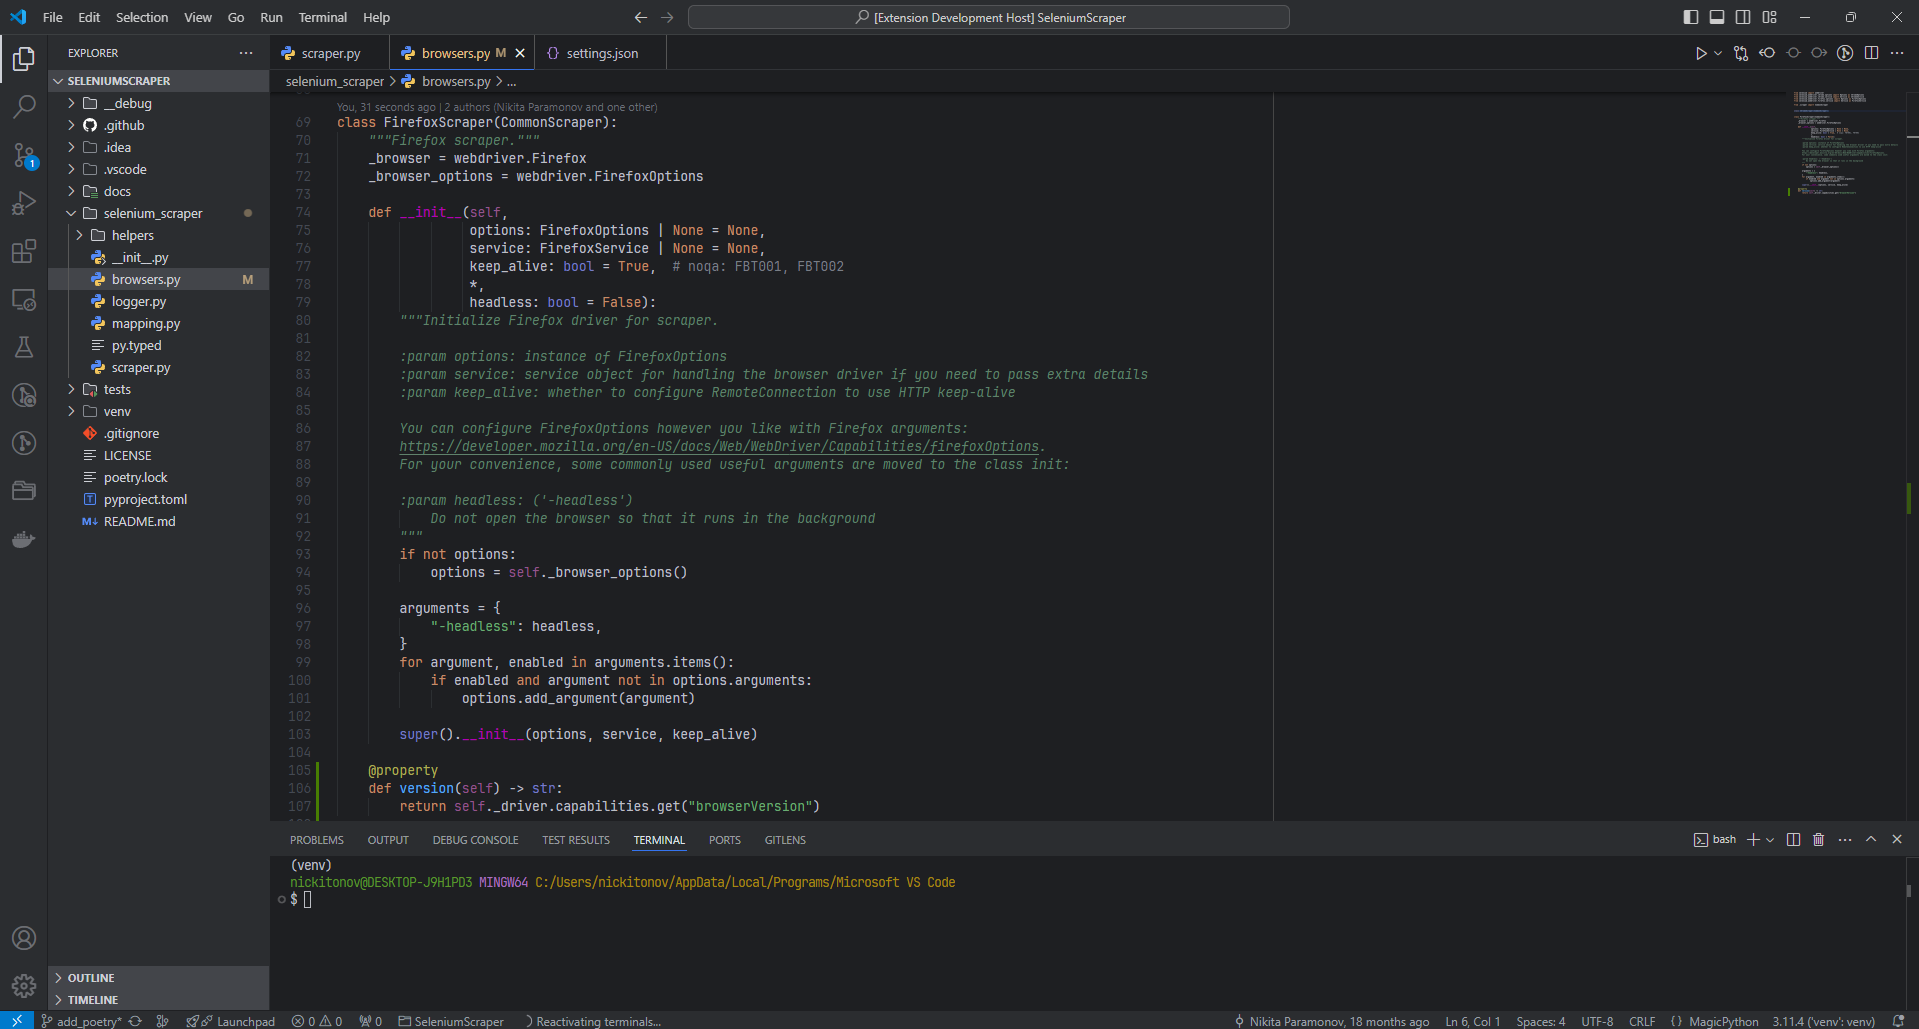 File Edit Selection View Go Run Terminal Help
[Extension Development Host] SeleniumScraper
EXPLORER
SELENIUMSCRAPER
__debug
.github
.idea
.vscode
docs
selenium_scraper
helpers
__init__.py
browsers.py M
logger.py
mapping.py
py.typed
scraper.py
tests
venv
.gitignore
LICENSE
poetry.lock
pyproject.toml
README.md
OUTLINE
TIMELINE
1
scraper.py
browsers.py M
settings.json
selenium_scraper > browsers.py > ...
You, 31 seconds ago | 2 authors (Nikita Paramonov and one other)
69 class FirefoxScraper(CommonScraper):
70 """Firefox scraper."""
71 _browser = webdriver.Firefox
72 _browser_options = webdriver.FirefoxOptions
73
74 def __init__(self,
75 options: FirefoxOptions | None = None,
76 service: FirefoxService | None = None,
77 keep_alive: bool = True,  # noqa: FBT001, FBT002
78 *,
79 headless: bool = False):
80 """Initialize Firefox driver for scraper.
81
82 :param options: instance of FirefoxOptions
83 :param service: service object for handling the browser driver if you need to pass extra details
84 :param keep_alive: whether to configure RemoteConnection to use HTTP keep-alive
85
86 You can configure FirefoxOptions however you like with Firefox arguments:
87 https://developer.mozilla.org/en-US/docs/Web/WebDriver/Capabilities/firefoxOptions.
88 For your convenience, some commonly used useful arguments are moved to the class init:
89
90 :param headless: ('-headless')
91 Do not open the browser so that it runs in the background
92 """
93 if not options:
94 options = self._browser_options()
95
96 arguments = {
97 "-headless": headless,
98 }
99 for argument, enabled in arguments.items():
100 if enabled and argument not in options.arguments:
101 options.add_argument(argument)
102
103 super().__init__(options, service, keep_alive)
104
105 @property
106 def version(self) -> str:
107 return self._driver.capabilities.get("browserVersion")
PROBLEMS OUTPUT DEBUG CONSOLE TEST RESULTS TERMINAL PORTS GITLENS
bash
(venv)
nickitonov@DESKTOP-J9H1PD3 MINGW64 C:/Users/nickitonov/AppData/Local/Programs/Microsoft VS Code
$
add_poetry* Launchpad 0 0 0 SeleniumScraper Reactivating terminals...
Nikita Paramonov, 18 months ago Ln 6, Col 1 Spaces: 4 UTF-8 CRLF { } MagicPython 3.11.4 ('venv': venv)